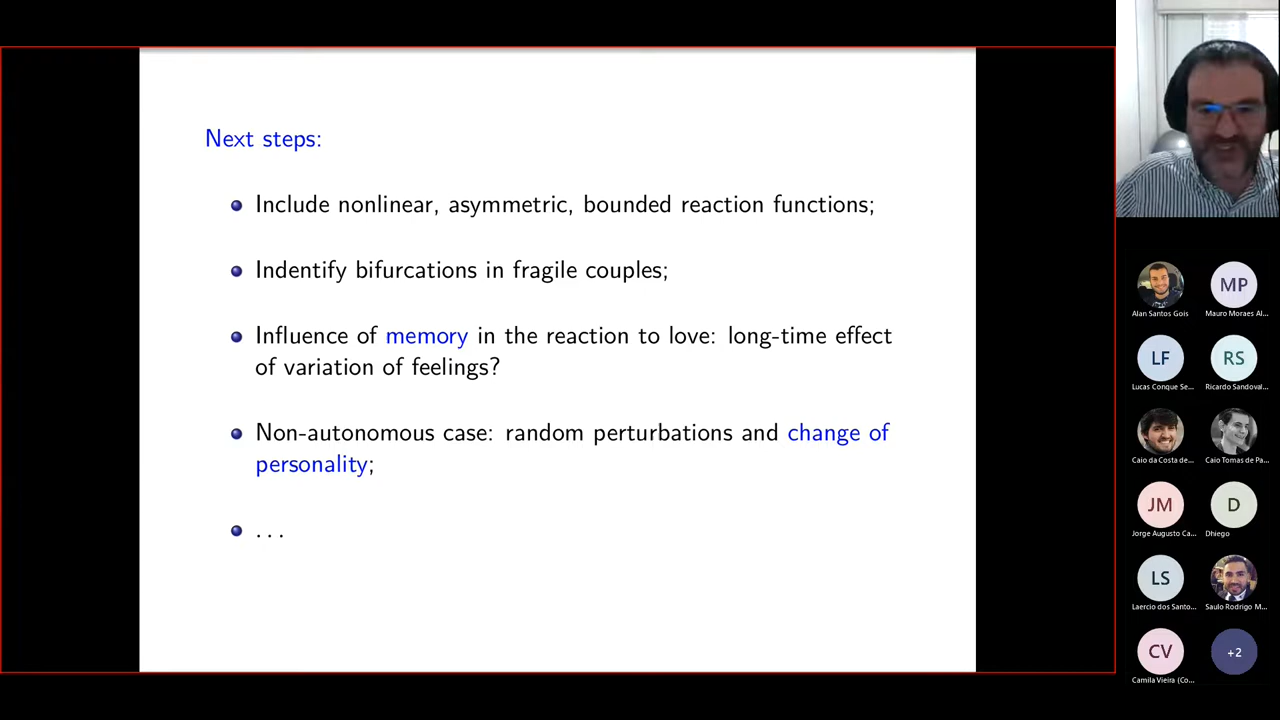 Next steps:
Include nonlinear, asymmetric, bounded reaction functions;
Indentify bifurcations in fragile couples;
Influence of memory in the reaction to love: long-time effect
of variation of feelings?
Non-autonomous case: random perturbations and change of
personality;
. . .
Alan Santos Gois
MP
Mauro Moraes Al...
LF
Lucas Conque Se...
RS
Ricardo Sandoval...
Caio da Costa de...
Caio Tomas de Pa...
JM
Jorge Augusto Ca...
D
Dhiego
LS
Laercio dos Santo...
Saulo Rodrigo M...
CV
Camila Vieira (Co...
+2